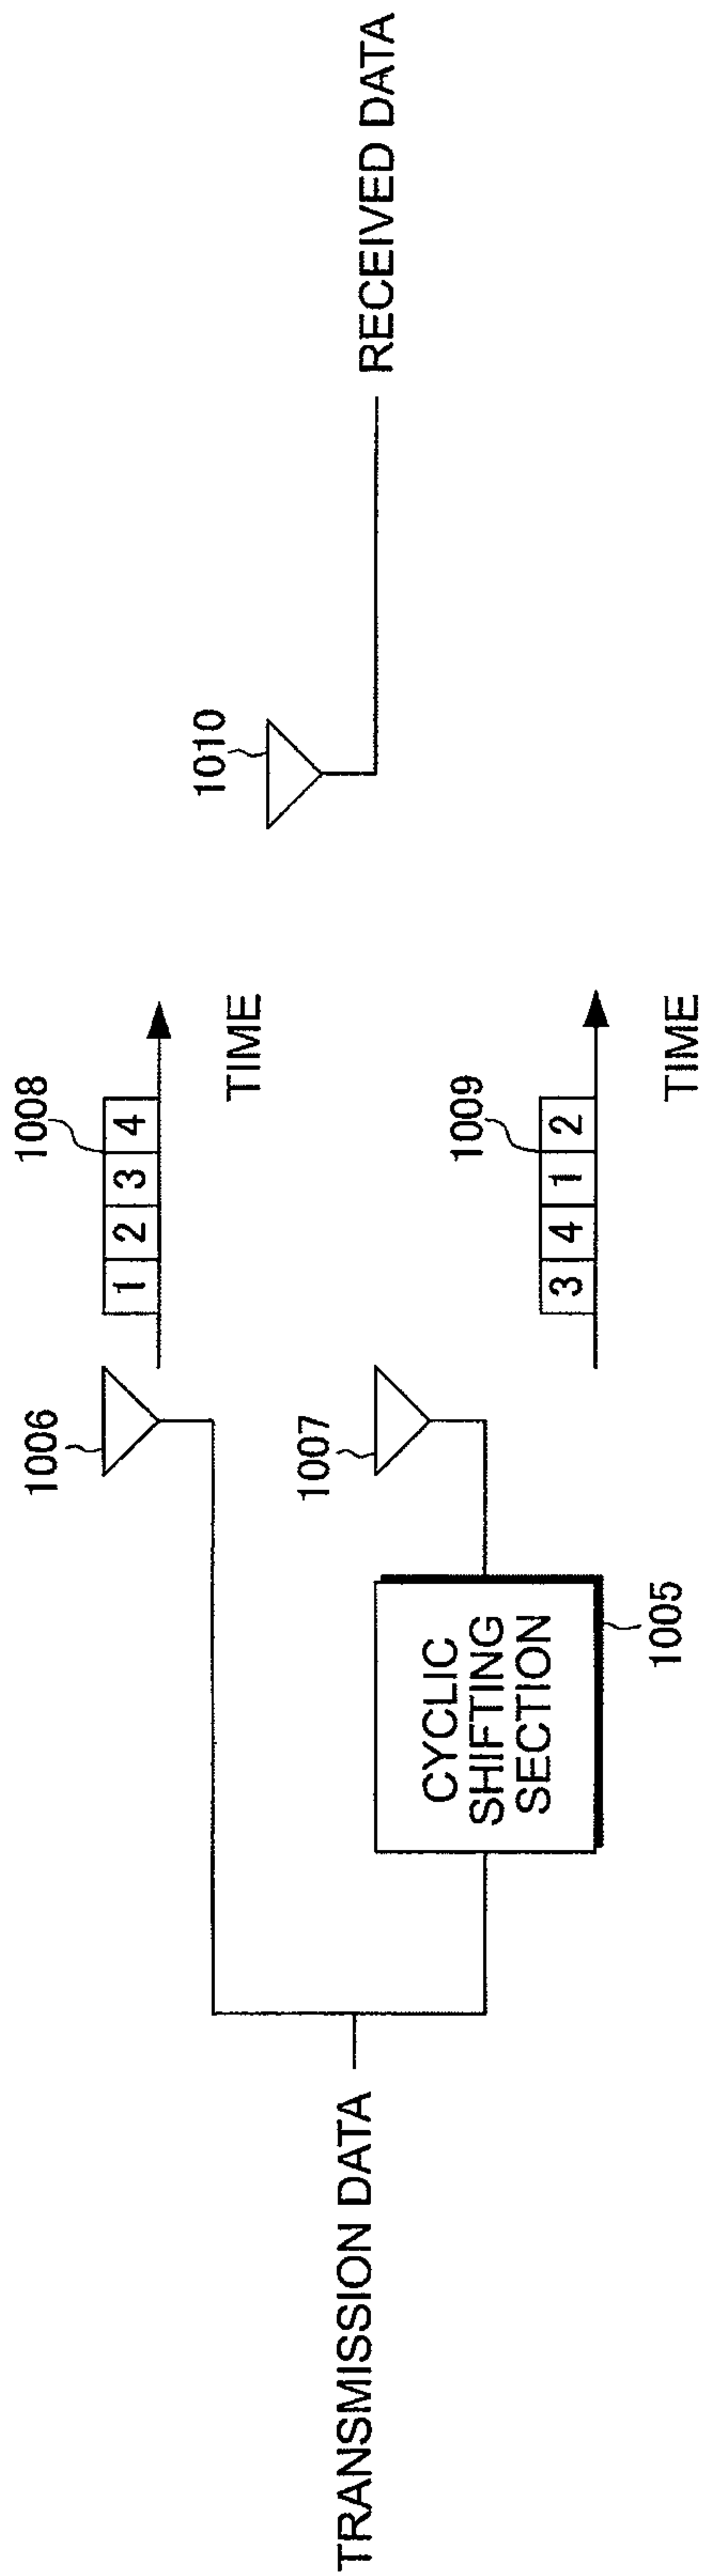 TRANSMISSION DATA
CYCLIC
SHIFTING
SECTION
1005
1006
1007
1 2 3 4
1008
TIME
3 4 1 2
1009
TIME
1010
RECEIVED DATA